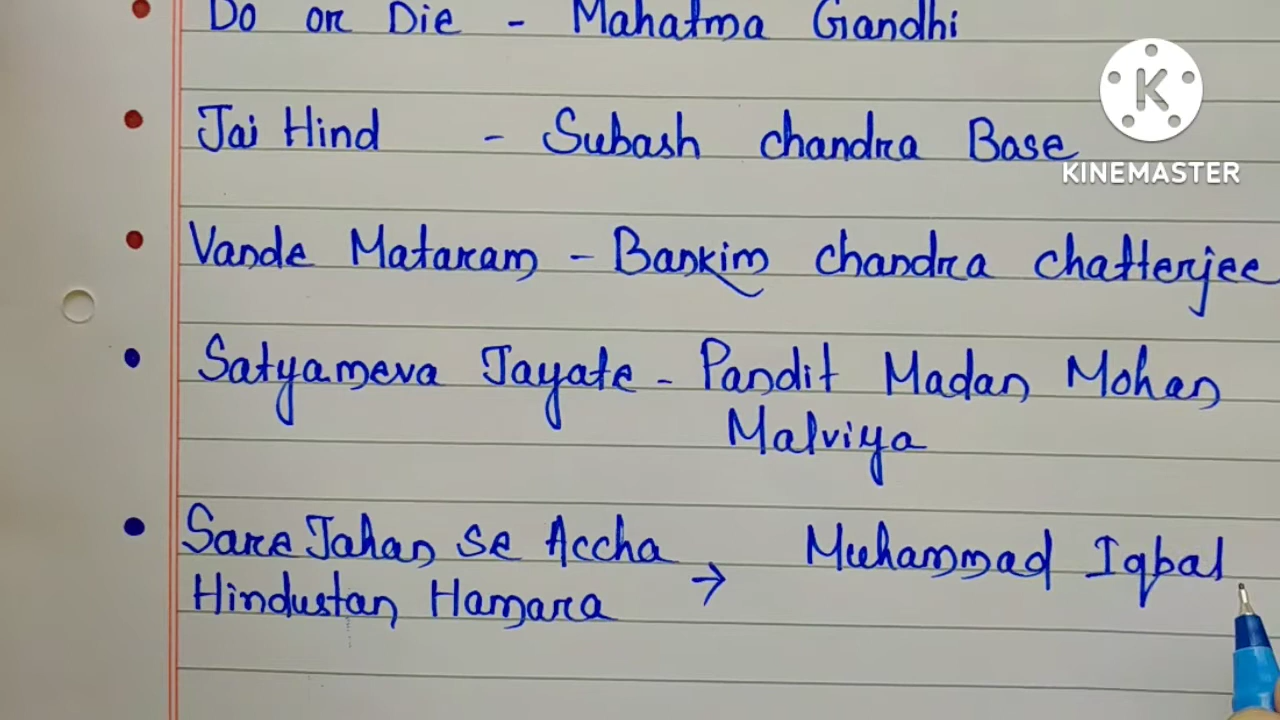 Do or Die - Mahatma Gandhi
Jai Hind - Subash chandra Base
KINEMASTER
Vande Mataram - Bankim chandra chatterjee
Satyameva Jayate - Pandit Madan Mohan
Malviya
Sare Jahan se Accha → Muhammad Iqbal
Hindustan Hamara